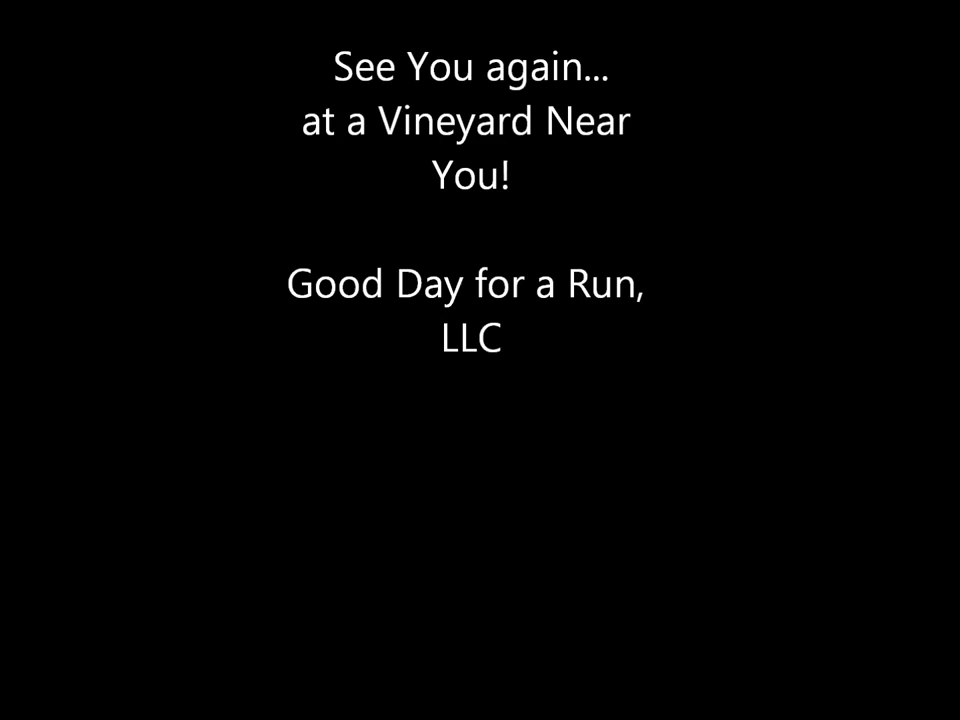 See You again...
at a Vineyard Near
You!
Good Day for a Run,
LLC